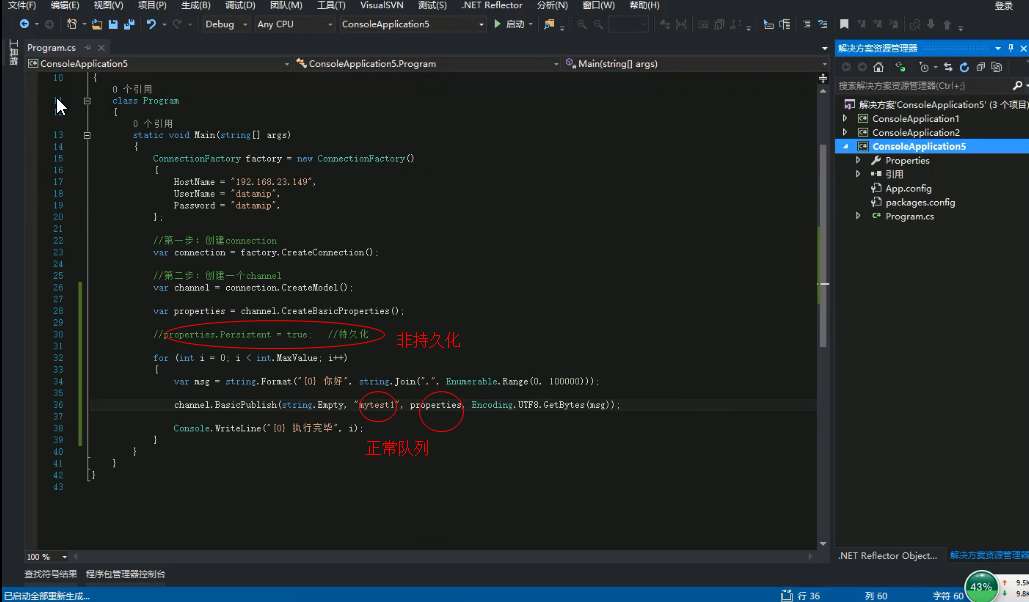 文件(F) 编辑(E) 视图(V) 项目(P) 生成(B) 调试(D) 团队(M) 工具(T) VisualSVN 测试(S) .NET Reflector 分析(N) 窗口(W) 帮助(H) 登录
Debug Any CPU ConsoleApplication5 启动
Program.cs
ConsoleApplication5 ConsoleApplication5.Program Main(string[] args)
10 {
0 个引用
class Program
{
0 个引用
13 static void Main(string[] args)
14 {
15 ConnectionFactory factory = new ConnectionFactory()
16 {
17 HostName = "192.168.23.149",
18 UserName = "datamip",
19 Password = "datamip",
20 };
21
22 //第一步：创建connection
23 var connection = factory.CreateConnection();
24
25 //第二步：创建一个channel
26 var channel = connection.CreateModel();
27
28 var properties = channel.CreateBasicProperties();
29
30 //properties.Persistent = true; //持久化
非持久化
31
32 for (int i = 0; i < int.MaxValue; i++)
33 {
34 var msg = string.Format("{0} 你好", string.Join(",", Enumerable.Range(0, 100000)));
35
36 channel.BasicPublish(string.Empty, "mytest1", properties, Encoding.UTF8.GetBytes(msg));
37
38 Console.WriteLine("{0} 执行完毕", i);
正常队列
39 }
40 }
41 }
42 }
43
100 %
查找符号结果 程序包管理器控制台
已启动全部重新生成... 行 36 列 60 字符 60
解决方案资源管理器
搜索解决方案资源管理器(Ctrl+;)
解决方案'ConsoleApplication5' (3 个项目)
ConsoleApplication1
ConsoleApplication2
ConsoleApplication5
Properties
引用
App.config
packages.config
Program.cs
.NET Reflector Object... 解决方案资源管理器
43%
9.5K
9.8K